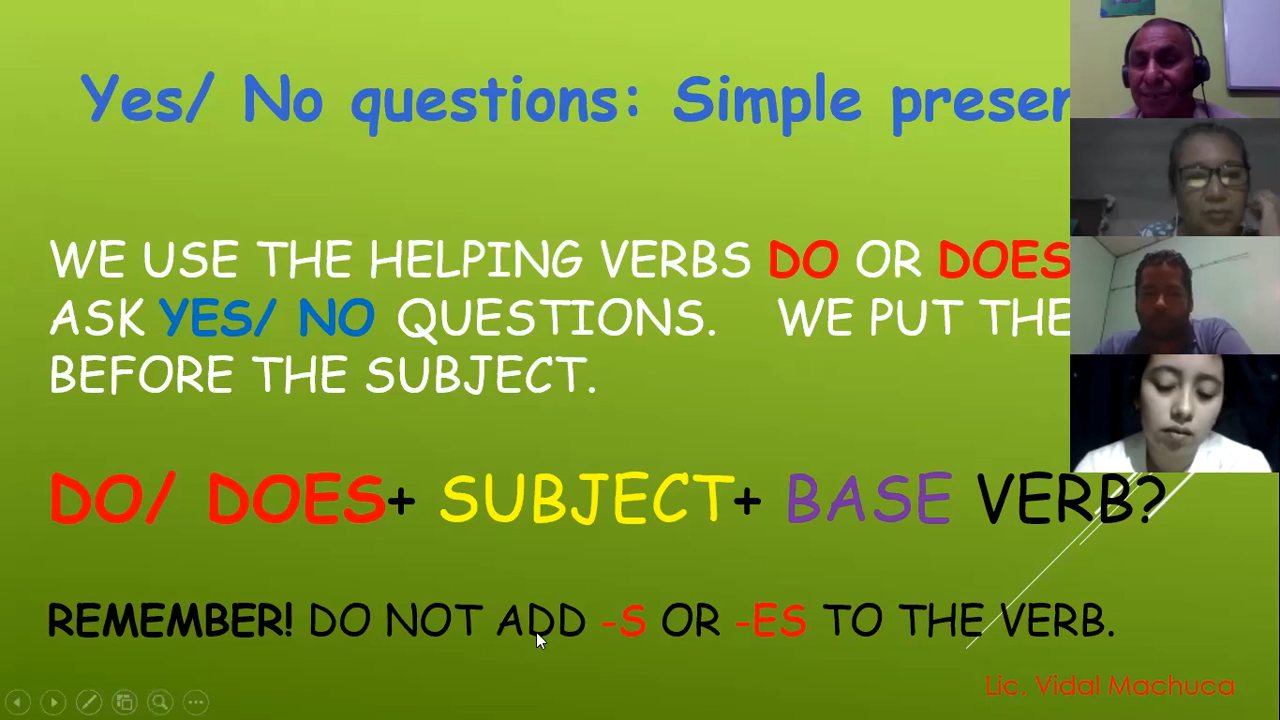 Yes/ No questions: Simple presen
WE USE THE HELPING VERBS DO OR DOES
ASK YES/ NO QUESTIONS. WE PUT THE
BEFORE THE SUBJECT.
DO/ DOES+ SUBJECT+ BASE VERB?
REMEMBER! DO NOT ADD -S OR -ES TO THE VERB.
Lic. Vidal Machuca